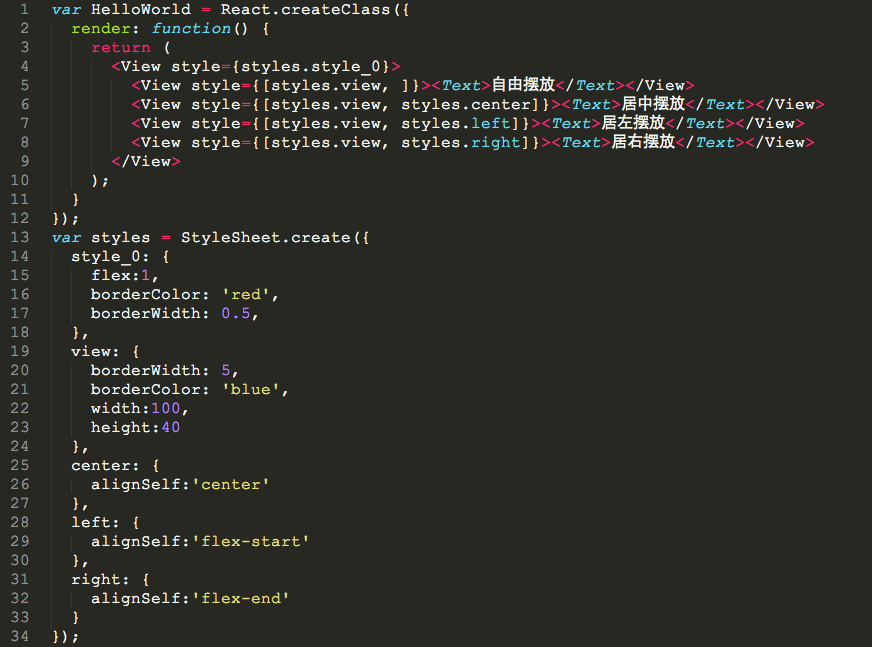 1 var HelloWorld = React.createClass({
2   render: function() {
3     return (
4       <View style={styles.style_0}>
5         <View style={[styles.view, ]}><Text>自由摆放</Text></View>
6         <View style={[styles.view, styles.center]}><Text>居中摆放</Text></View>
7         <View style={[styles.view, styles.left]}><Text>居左摆放</Text></View>
8         <View style={[styles.view, styles.right]}><Text>居右摆放</Text></View>
9       </View>
10     );
11   }
12 });
13 var styles = StyleSheet.create({
14   style_0: {
15     flex:1,
16     borderColor: 'red',
17     borderWidth: 0.5,
18   },
19   view: {
20     borderWidth: 5,
21     borderColor: 'blue',
22     width:100,
23     height:40
24   },
25   center: {
26     alignSelf:'center'
27   },
28   left: {
29     alignSelf:'flex-start'
30   },
31   right: {
32     alignSelf:'flex-end'
33   }
34 });